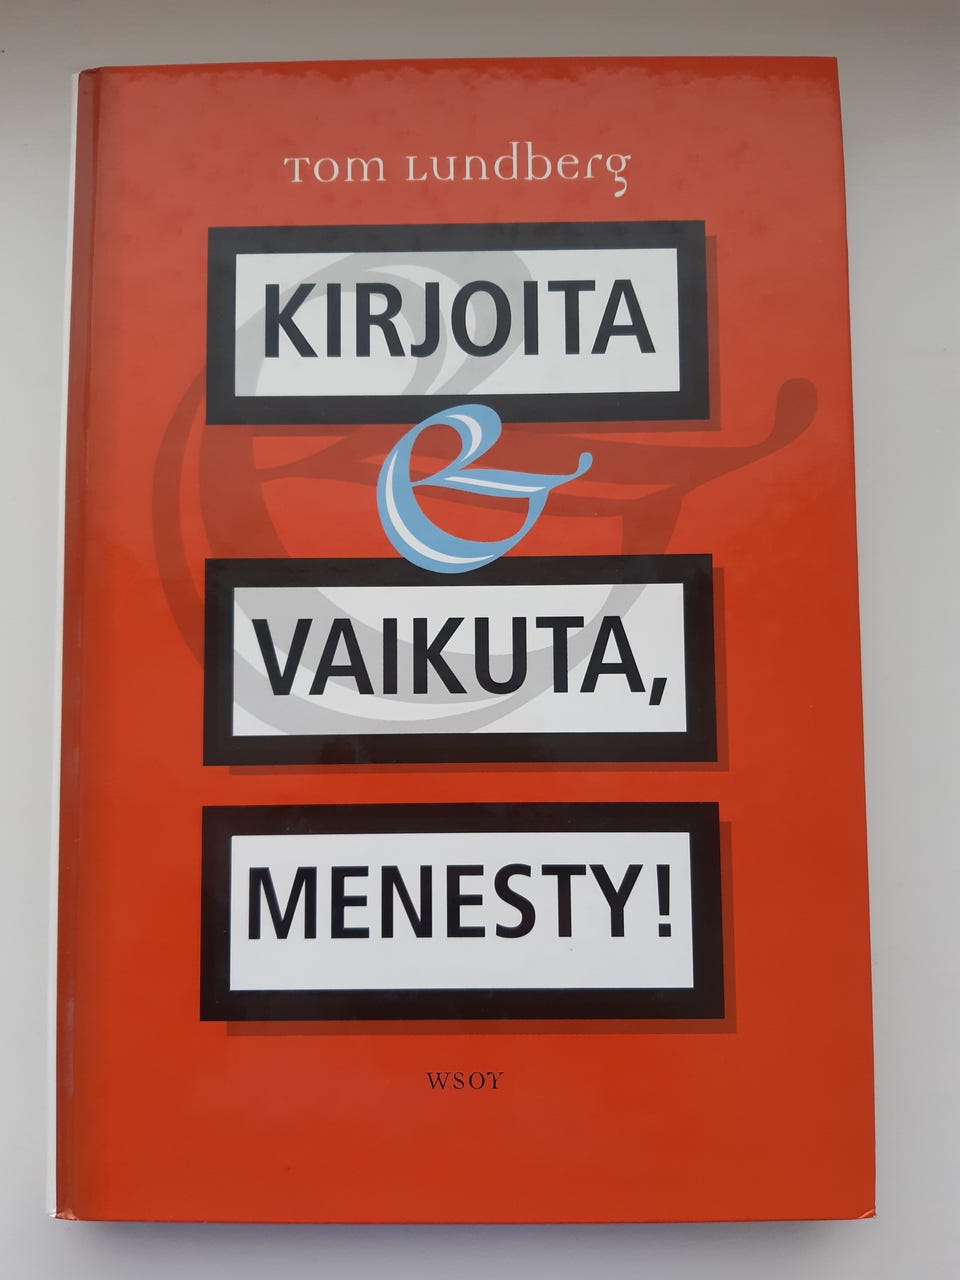 Tom Lundberg
KIRJOITA
&
VAIKUTA,
MENESTY!
WSOY